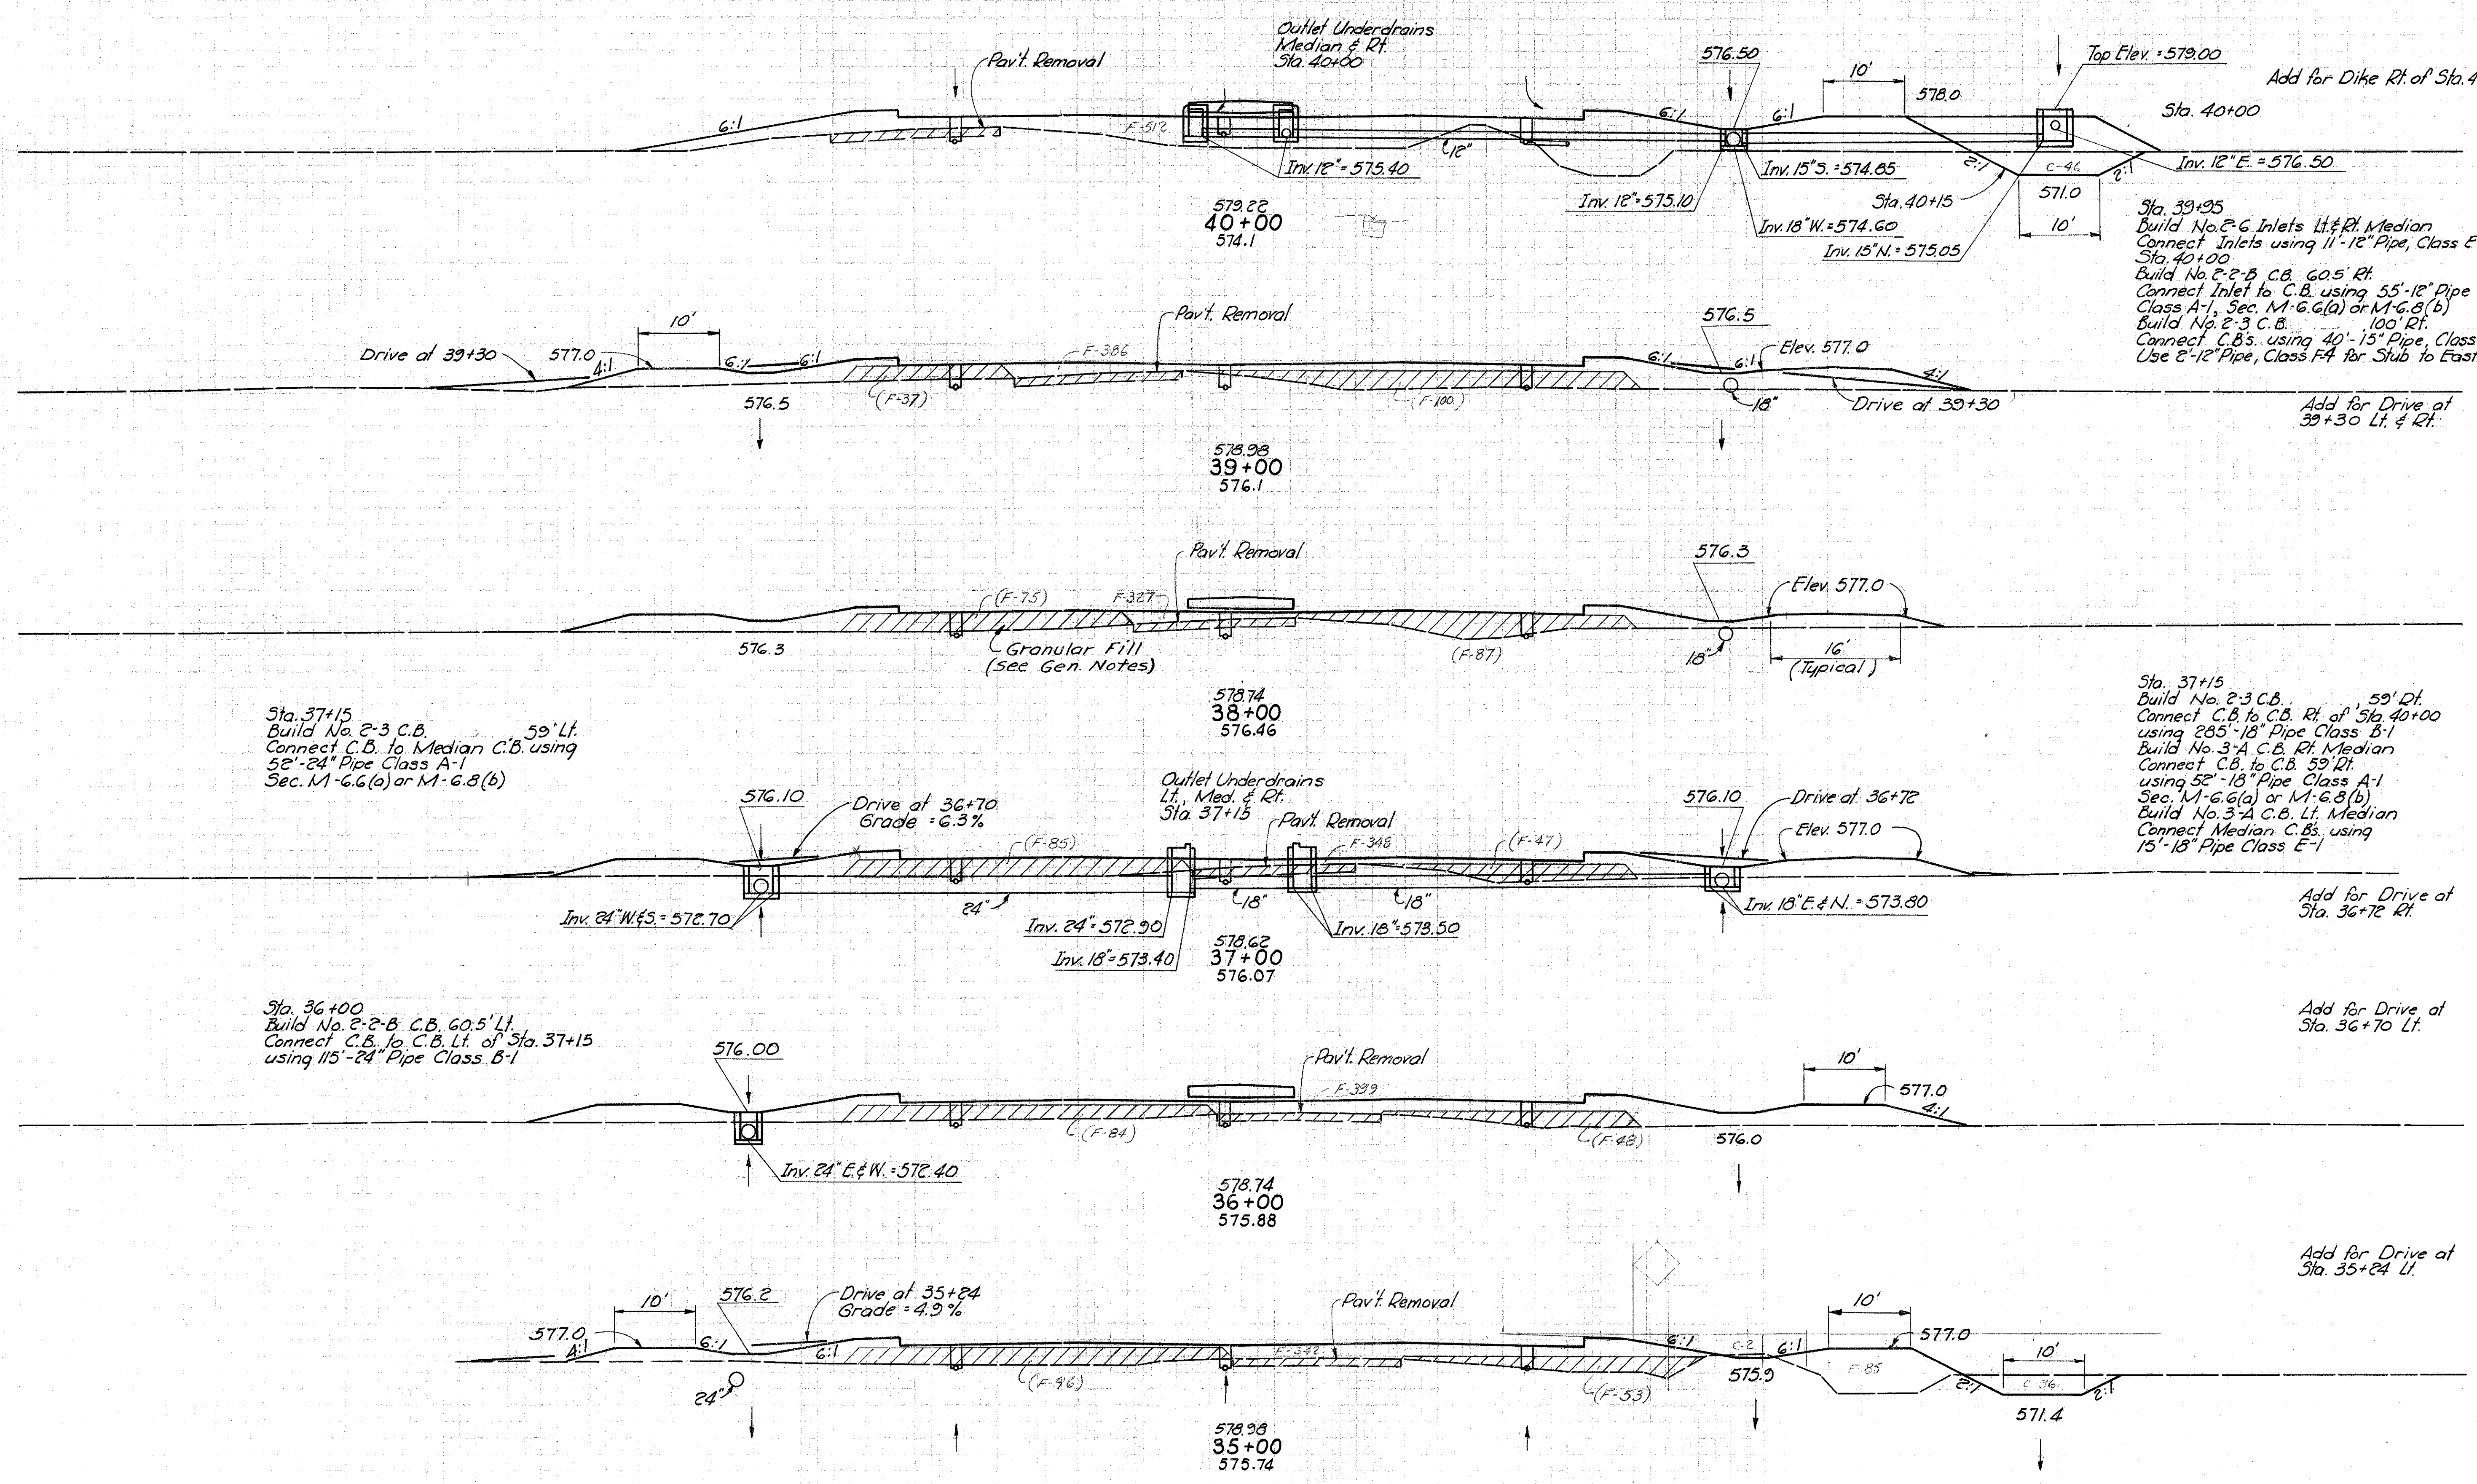 Outlet Underdrains
Median & Rt.
Sta. 40+00
Pav't. Removal
576.50
10'
Top Elev. = 579.00
Add for Dike Rt. of Sta. 4
578.0
Sta. 40+00
6:1
6:1
6:1
F-512
12"
Inv. 12" = 575.40
Inv. 15" S. = 574.85
2:1
C-46
2:1
Inv. 12" E. = 576.50
Inv. 12" = 575.10
Sta. 40+15
571.0
10'
Inv. 18" W. = 574.60
Inv. 15" N. = 575.05
579.22
40+00
574.1
Sta. 39+95
Build No. 2-6 Inlets Lt. & Rt. Median
Connect Inlets using 11'-12" Pipe, Class E
Sta. 40+00
Build No. 2-2-B C.B. 60.5' Rt.
Connect Inlet to C.B. using 55'-12" Pipe
Class A-1, Sec. M-6.6(a) or M-6.8(b)
Build No. 2-3 C.B. , 100' Rt.
Connect C.B's. using 40'-15" Pipe, Class
Use 2'-12" Pipe, Class F-4 for Stub to East
10'
Pav't. Removal
576.5
Drive at 39+30
577.0
4:1
6:1
6:1
F-386
6:1
6:1
Elev. 577.0
4:1
576.5
(F-37)
(F-100)
18"
Drive at 39+30
Add for Drive at
39+30 Lt. & Rt.
578.98
39+00
576.1
Pav't. Removal
576.3
(F-75)
F-327
Elev. 577.0
576.3
Granular Fill
(See Gen. Notes)
(F-87)
18"
16'
(Typical)
578.74
38+00
576.46
Sta. 37+15
Build No. 2-3 C.B. , 59' Lt.
Connect C.B. to Median C.B. using
52'-24" Pipe Class A-1
Sec. M-6.6(a) or M-6.8(b)
Sta. 37+15
Build No. 2-3 C.B. , 59' Rt.
Connect C.B. to C.B. Rt. of Sta. 40+00
using 285'-18" Pipe Class B-1
Build No. 3-A C.B. Rt. Median
Connect C.B. to C.B. 59' Rt.
using 52'-18" Pipe Class A-1
Sec. M-6.6(a) or M-6.8(b)
Build No. 3-A C.B. Lt. Median
Connect Median C.B's. using
15'-18" Pipe Class E-1
Outlet Underdrains
Lt., Med. & Rt.
Sta. 37+15
576.10
Drive at 36+70
Grade = 6.3%
Pav't. Removal
576.10
Drive at 36+72
Elev. 577.0
(F-85)
F-348
(F-47)
24"
18"
18"
Inv. 24" W. & S. = 572.70
Inv. 24" = 572.90
Inv. 18" = 573.50
Inv. 18" E. & N. = 573.80
Inv. 18" = 573.40
578.62
37+00
576.07
Add for Drive at
Sta. 36+72 Rt.
Sta. 36+00
Build No. 2-2-B C.B. 60.5' Lt.
Connect C.B. to C.B. Lt. of Sta. 37+15
using 115'-24" Pipe Class B-1
Add for Drive at
Sta. 36+70 Lt.
576.00
Pav't. Removal
F-399
10'
577.0
4:1
(F-84)
(F-48)
576.0
Inv. 24" E. & W. = 572.40
578.74
36+00
575.88
Add for Drive at
Sta. 35+24 Lt.
10'
576.2
Drive at 35+24
Grade = 4.9%
Pav't. Removal
10'
577.0
577.0
4:1
6:1
6:1
F-342
6:1
C-2
6:1
F-85
10'
24"
(F-96)
(F-53)
575.9
2:1
C-36
2:1
571.4
578.98
35+00
575.74